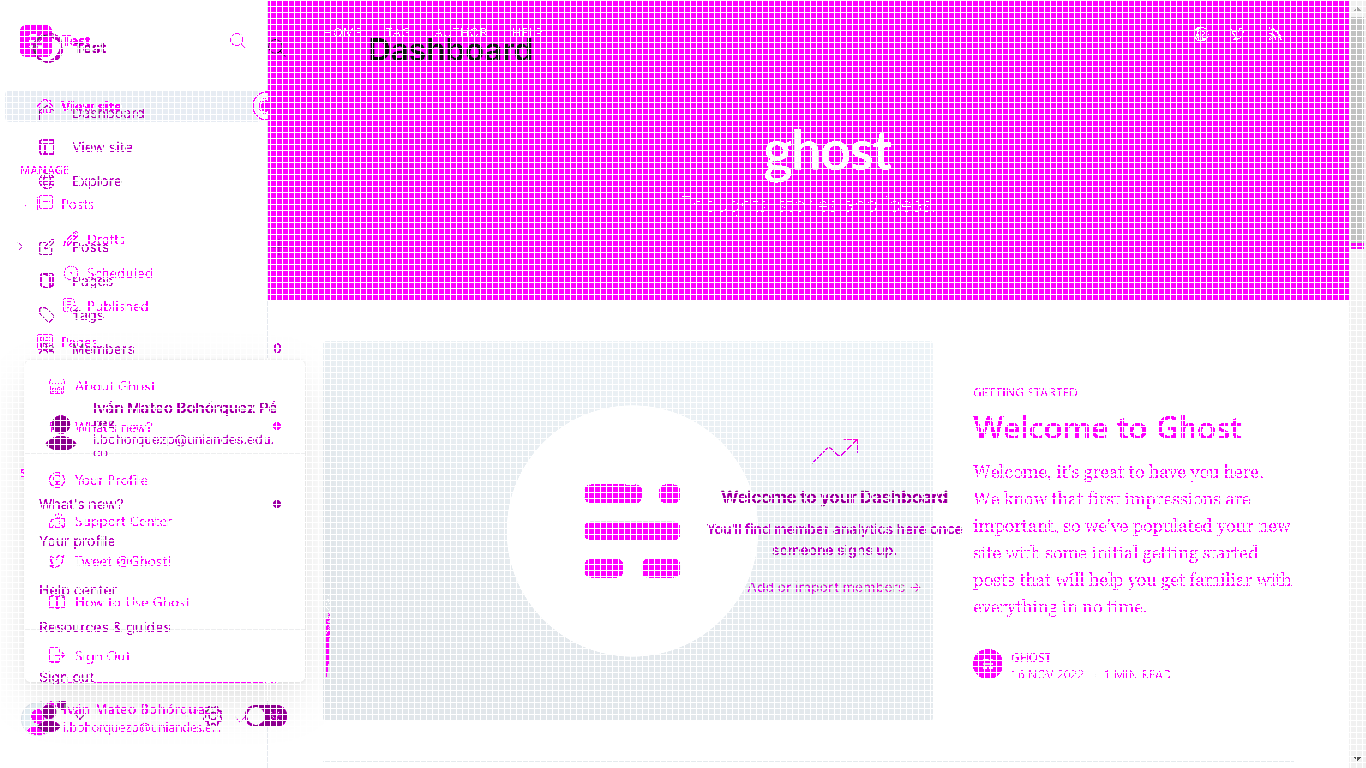 Test
Test
HOME TAG AUTHOR HELP
Dashboard
View site
Dashboard
View site
MANAGE
Explore
Posts
Drafts
Posts
Scheduled
Pages
Published
Tags
Pages
Members
ghost
About Ghost
Iván Mateo Bohórquez Pé
What's new?
i.bohorquezo@uniandes.edu.
co
Your Profile
What's new?
Support Center
Your profile
Tweet @Ghost!
Help center
How to Use Ghost
Resources & guides
Sign Out
Sign out
Iván Mateo Bohórquez
i.bohorquezo@uniandes.e...
Welcome to your Dashboard
You'll find member analytics here once
someone signs up.
Add or import members →
GETTING STARTED
Welcome to Ghost
Welcome, it's great to have you here.
We know that first impressions are
important, so we've populated your new
site with some initial getting started
posts that will help you get familiar with
everything in no time.
GHOST
16 NOV 2022 1 MIN READ